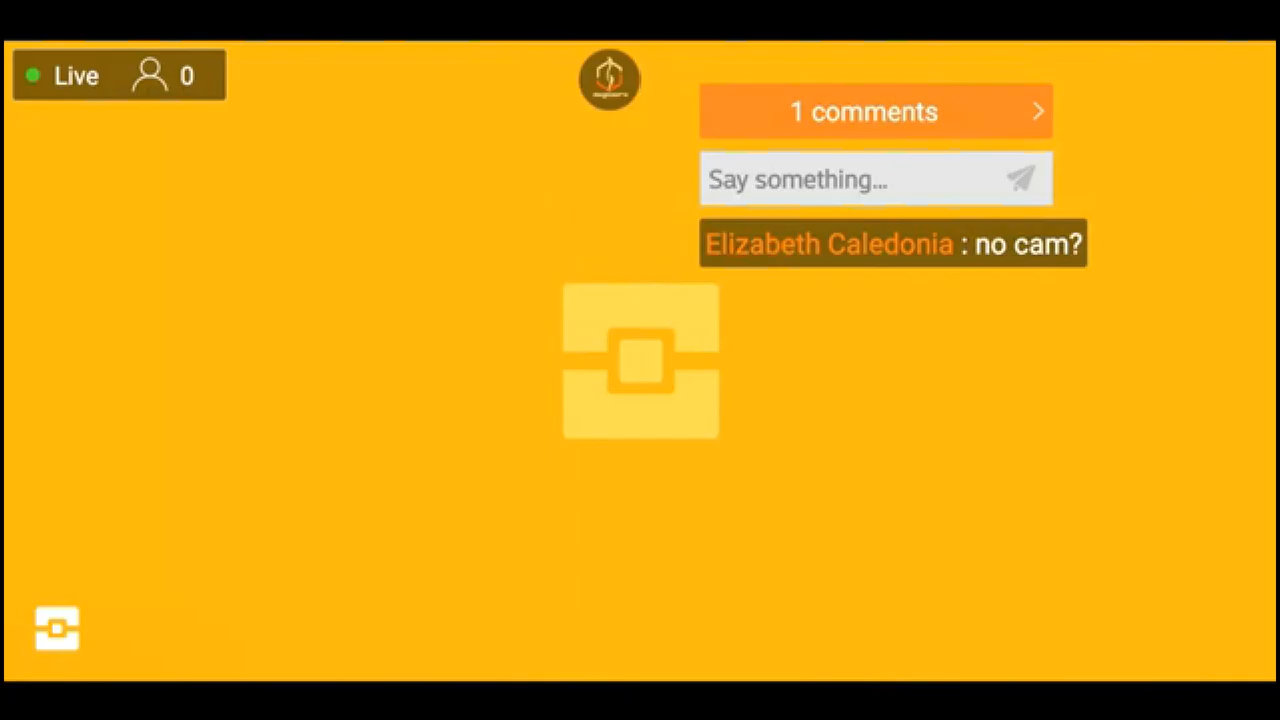 Live 0
1 comments
Say something...
Elizabeth Caledonia : no cam?